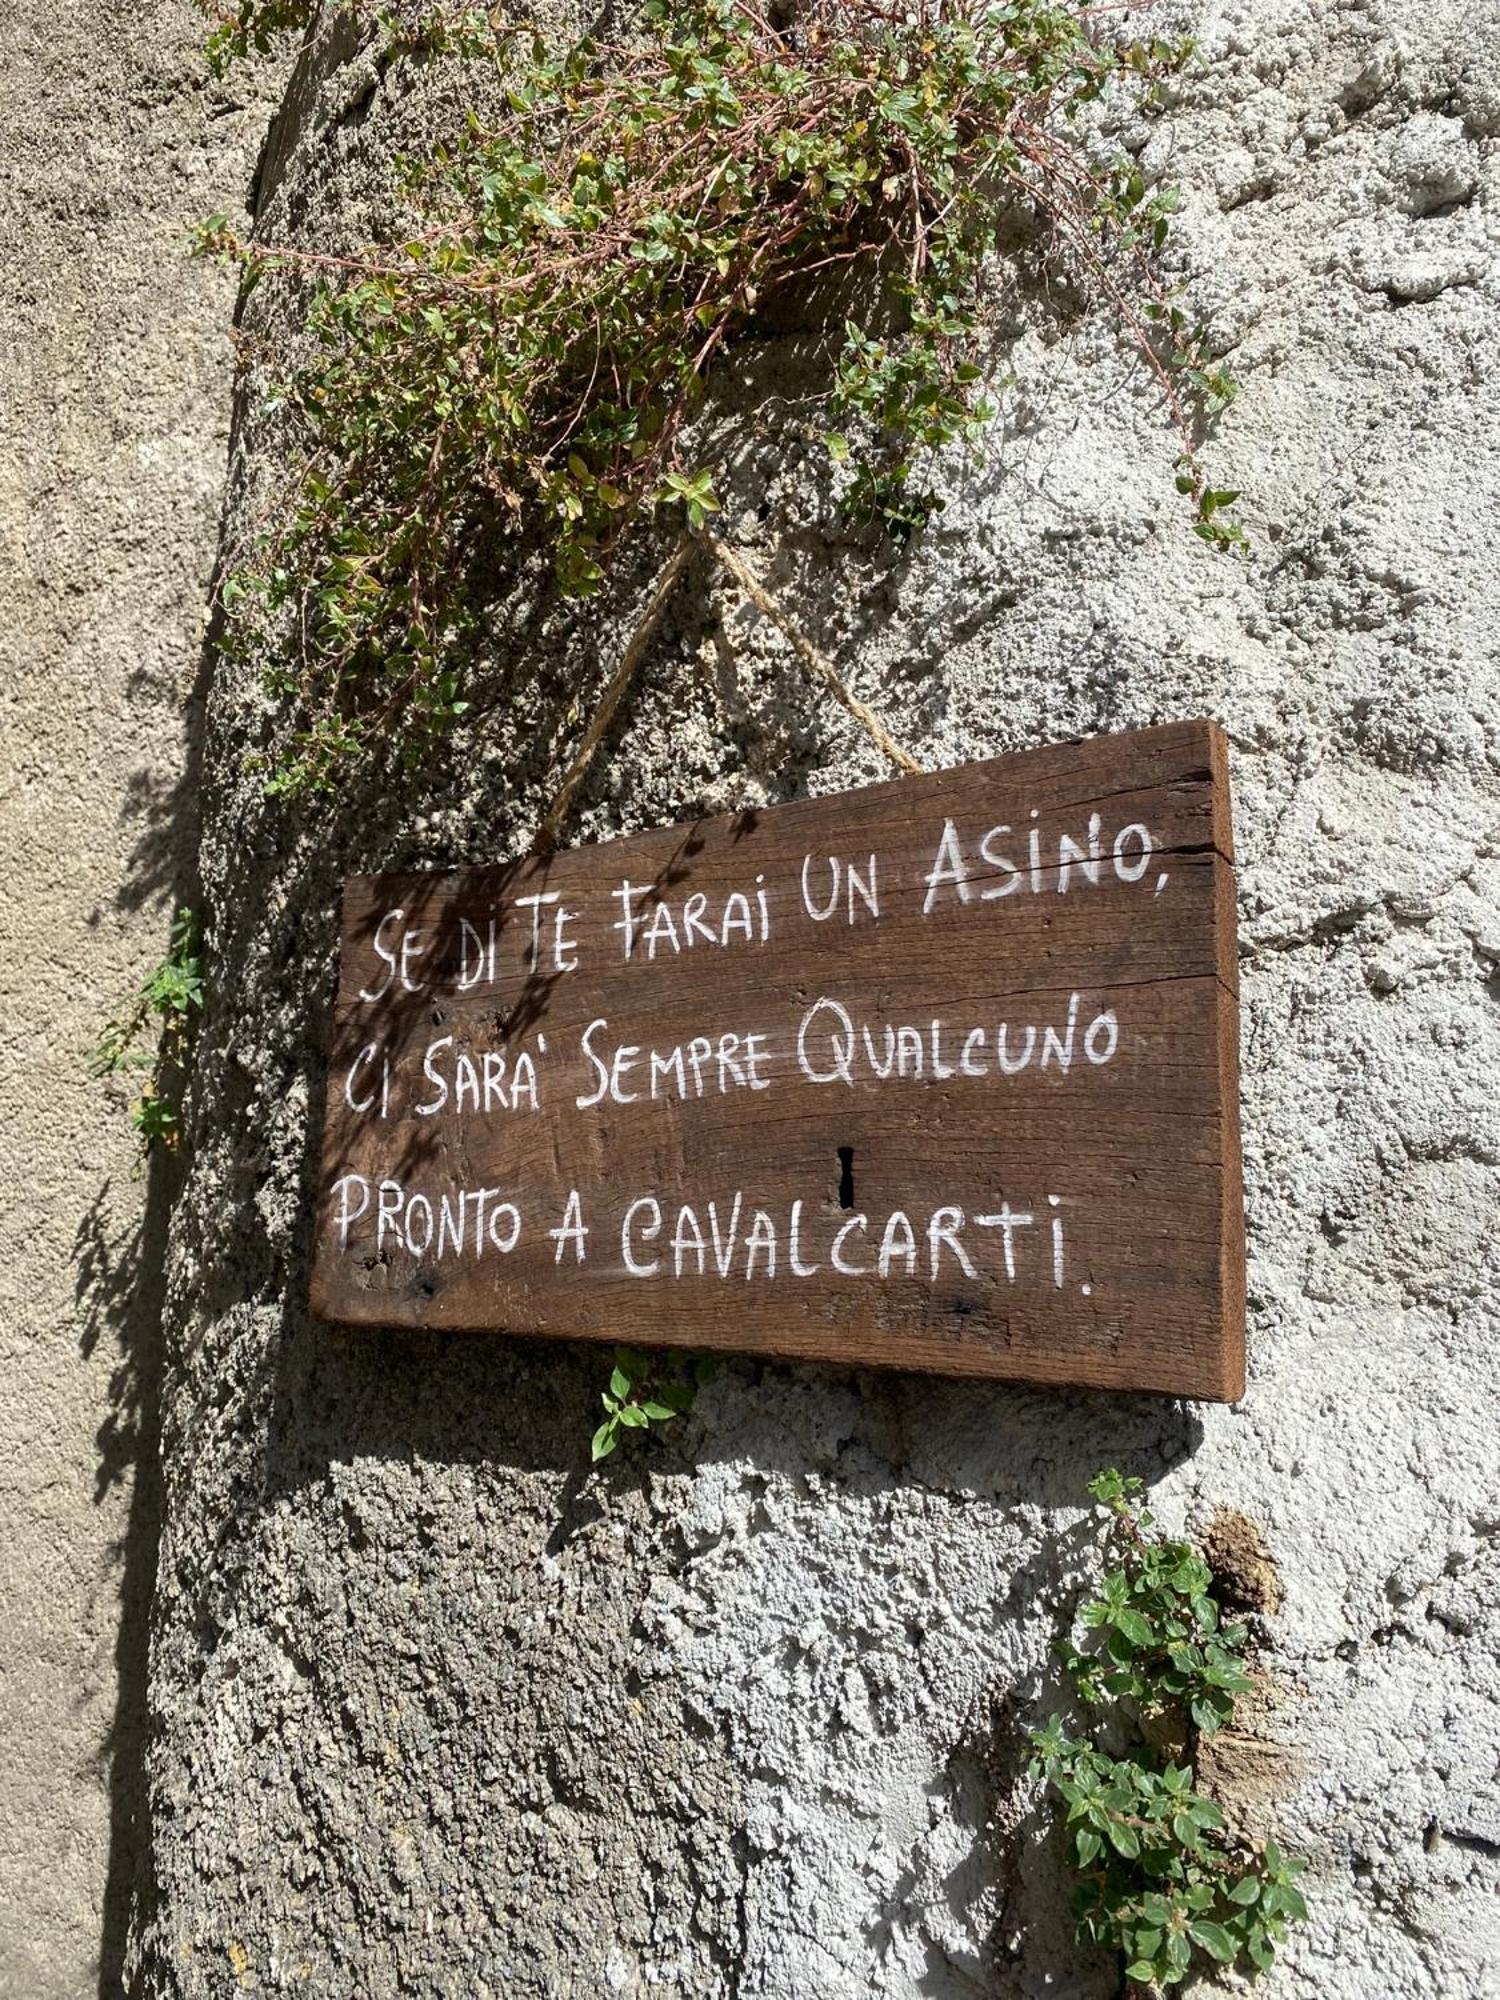 SE DI TE FARAI UN ASINO,
CI SARA' SEMPRE QUALCUNO
PRONTO A CAVALCARTI.